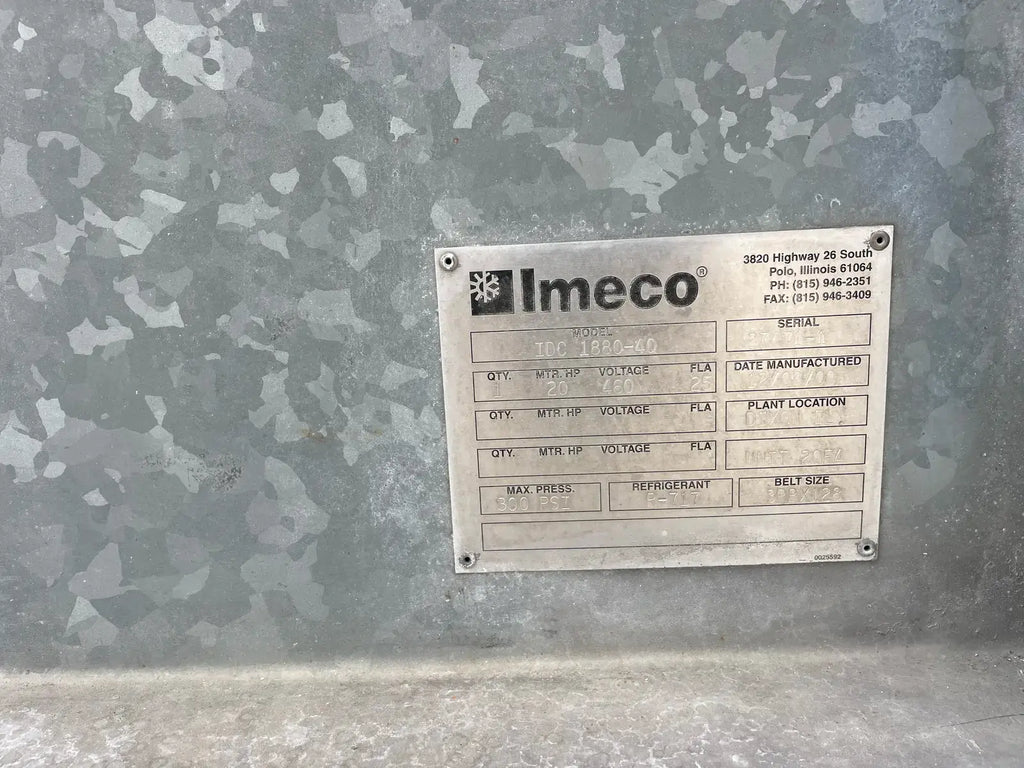 Imeco®
3820 Highway 26 South
Polo, Illinois 61064
PH: (815) 946-2351
FAX: (815) 946-3409
MODEL
IDC 1880-40
SERIAL
QTY. MTR. HP VOLTAGE FLA
1 20 460 25
DATE MANUFACTURED
QTY. MTR. HP VOLTAGE FLA
PLANT LOCATION
QTY. MTR. HP VOLTAGE FLA
MAX. PRESS.
300 PSI
REFRIGERANT
R-717
BELT SIZE
0025592